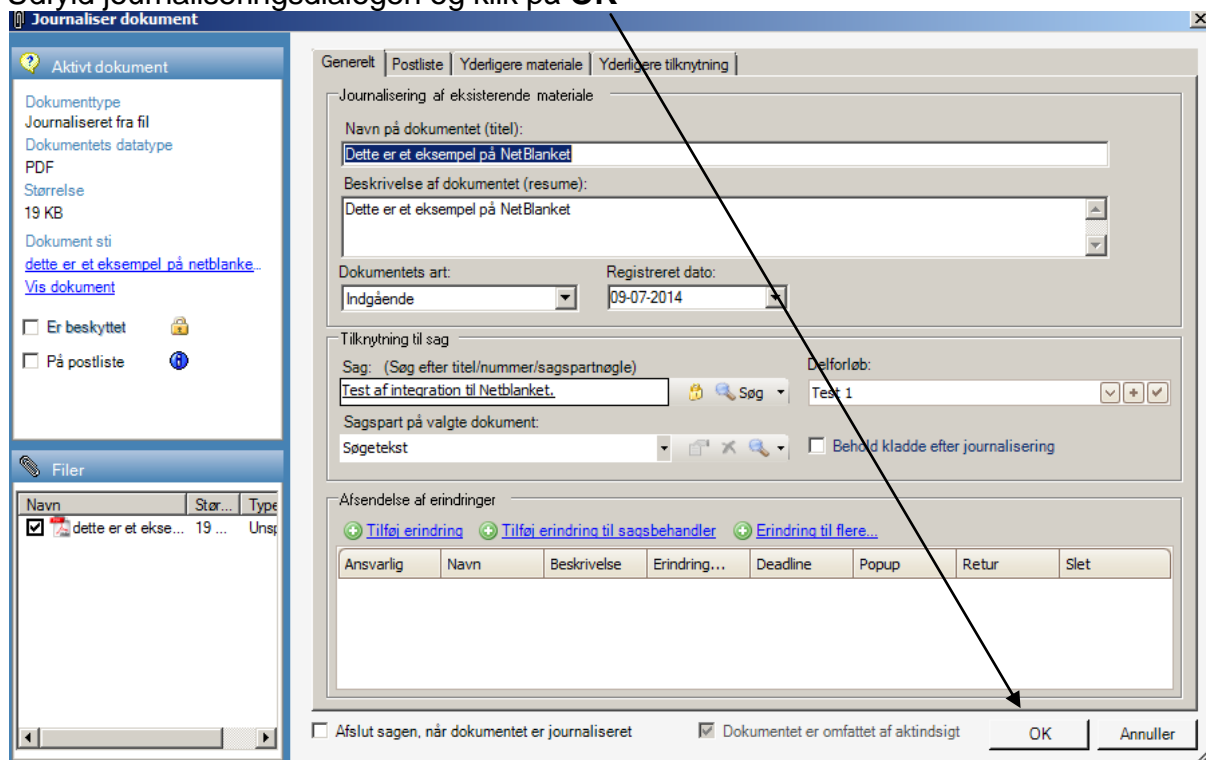 Udfyld journaliseringsdialogen og klik på OK
Journaliser dokument
Aktivt dokument
Dokumenttype
Journaliseret fra fil
Dokumentets datatype
PDF
Størrelse
19 KB
Dokument sti
dette er et eksempel på netblanke...
Vis dokument
Er beskyttet
På postliste
Filer
Navn Stør... Type
dette er et ekse... 19 ... Unsp
Generelt Postliste Yderligere materiale Yderligere tilknytning
Journalisering af eksisterende materiale
Navn på dokumentet (titel):
Dette er et eksempel på NetBlanket
Beskrivelse af dokumentet (resume):
Dette er et eksempel på NetBlanket
Dokumentets art: Registreret dato:
Indgående 09-07-2014
Tilknytning til sag
Sag: (Søg efter titel/nummer/sagspartnøgle) Delforløb:
Test af integration til Netblanket. Søg Test 1
Sagspart på valgte dokument:
Søgetekst Behold kladde efter journalisering
Afsendelse af erindringer
Tilføj erindring Tilføj erindring til sagsbehandler Erindring til flere...
Ansvarlig Navn Beskrivelse Erindring... Deadline Popup Retur Slet
Afslut sagen, når dokumentet er journaliseret Dokumentet er omfattet af aktindsigt OK Annuller